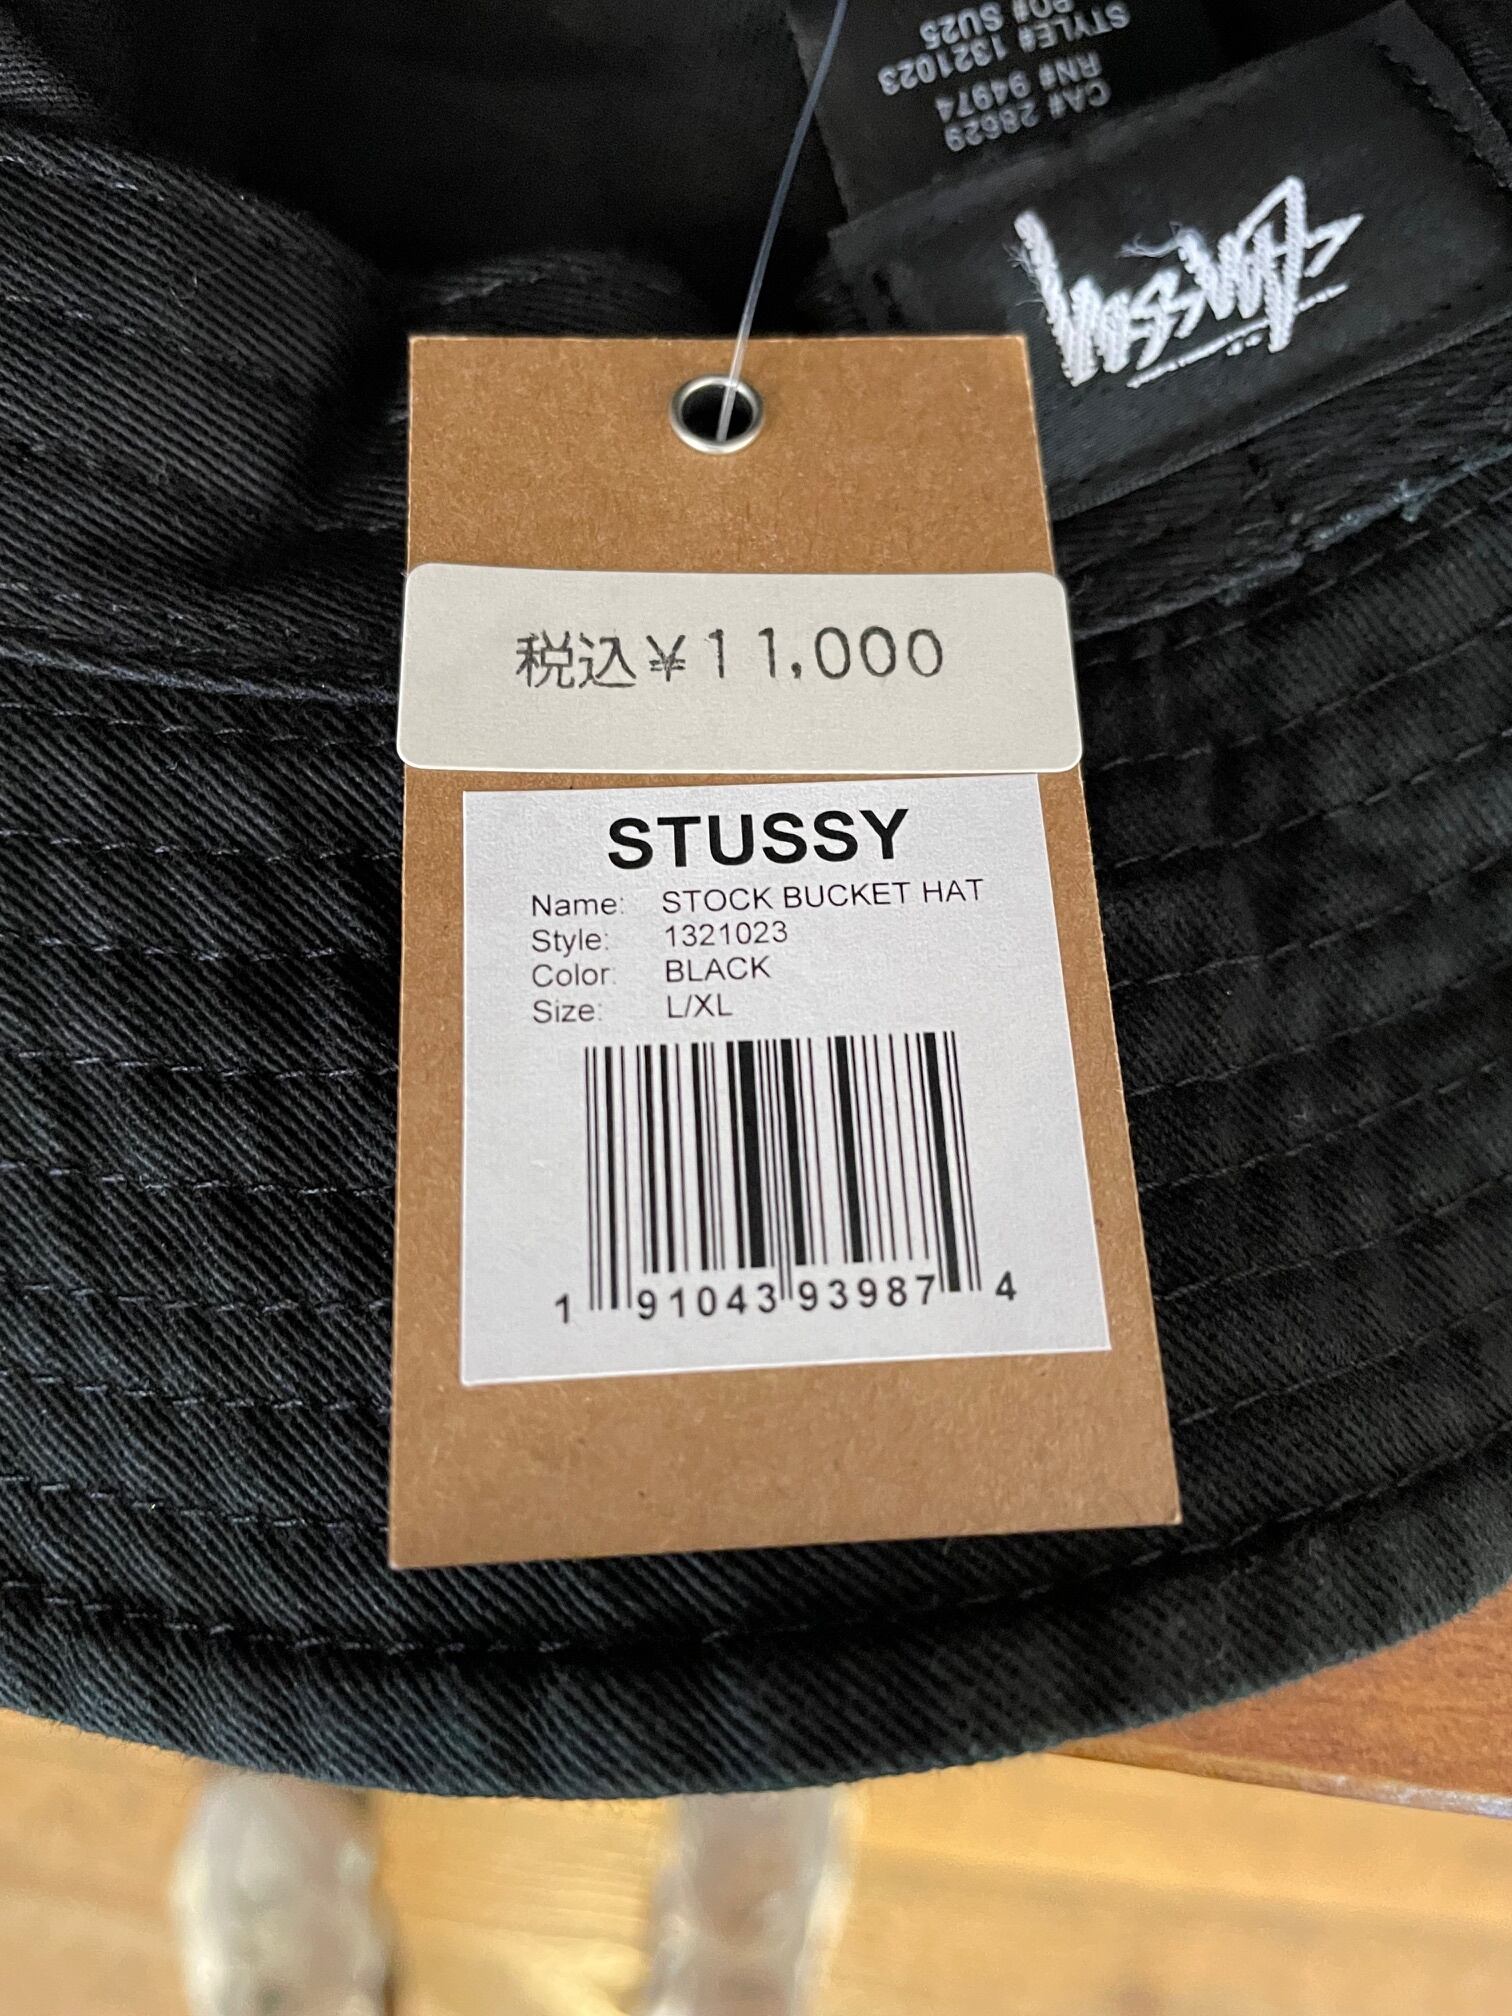 CA# 28629
RN# 94974
STYLE# 1321023
PO# SU25
Stüssy
税込¥11,000
STUSSY
Name: STOCK BUCKET HAT
Style: 1321023
Color: BLACK
Size: L/XL
1 91043 93987 4